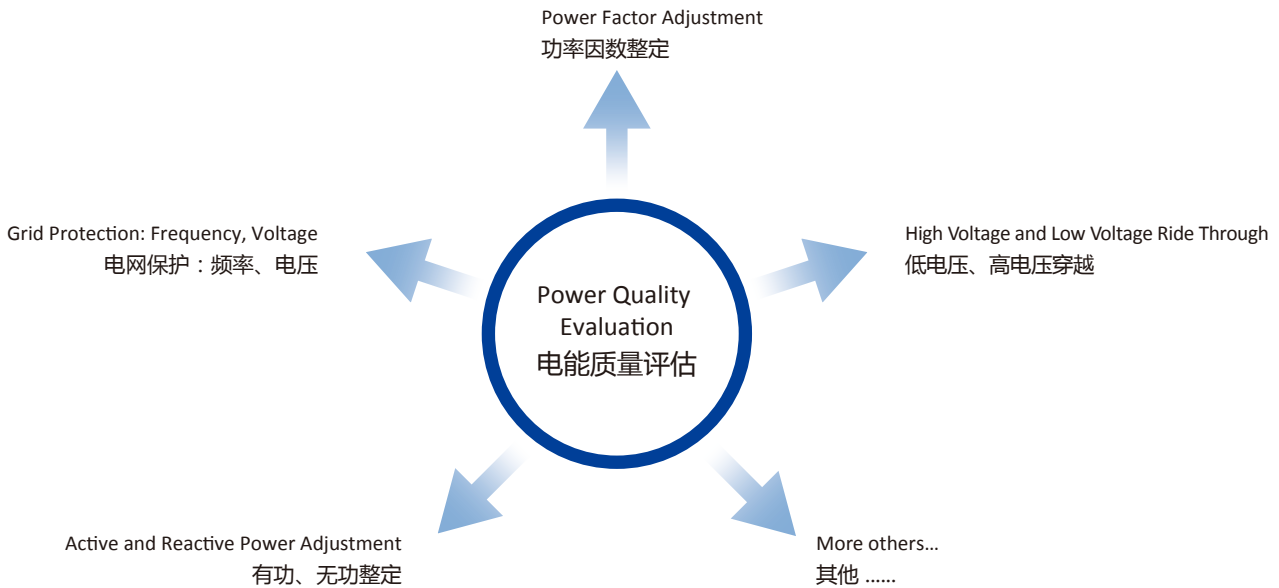 Power Factor Adjustment
功率因数整定
Grid Protection: Frequency, Voltage
电网保护：频率、电压
High Voltage and Low Voltage Ride Through
低电压、高电压穿越
Power Quality
Evaluation
电能质量评估
Active and Reactive Power Adjustment
有功、无功整定
More others...
其他 ......